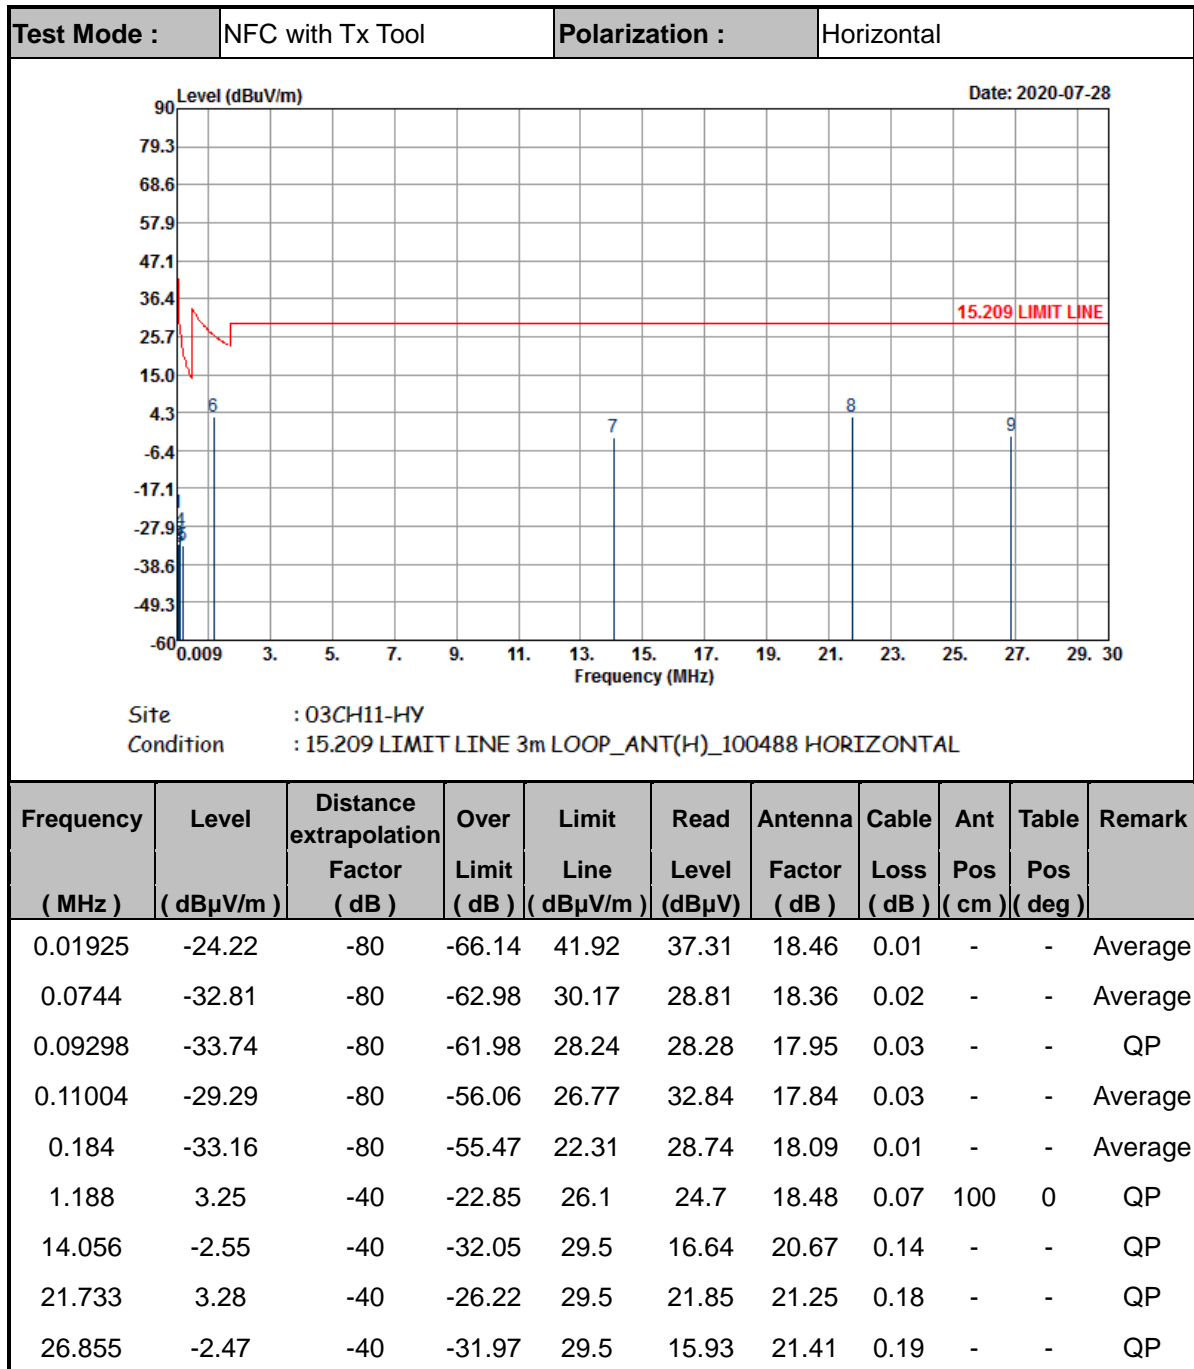 Test Mode : NFC with Tx Tool Polarization : Horizontal
Level (dBuV/m) Date: 2020-07-28
90
79.3
68.6
57.9
47.1
36.4
15.209 LIMIT LINE
25.7
15.0
6 8
4.3
7 9
-6.4
-17.1
-27.9
-38.6
-49.3
-60
0.009 3. 5. 7. 9. 11. 13. 15. 17. 19. 21. 23. 25. 27. 29. 30
Frequency (MHz)
Site : 03CH11-HY
Condition : 15.209 LIMIT LINE 3m LOOP_ANT(H)_100488 HORIZONTAL
Frequency Level Distance extrapolation Over Limit Read Antenna Cable Ant Table Remark
Factor Limit Line Level Factor Loss Pos Pos
( MHz ) ( dBµV/m ) ( dB ) ( dB ) ( dBµV/m ) (dBµV) ( dB ) ( dB ) ( cm ) ( deg )
0.01925 -24.22 -80 -66.14 41.92 37.31 18.46 0.01 - - Average
0.0744 -32.81 -80 -62.98 30.17 28.81 18.36 0.02 - - Average
0.09298 -33.74 -80 -61.98 28.24 28.28 17.95 0.03 - - QP
0.11004 -29.29 -80 -56.06 26.77 32.84 17.84 0.03 - - Average
0.184 -33.16 -80 -55.47 22.31 28.74 18.09 0.01 - - Average
1.188 3.25 -40 -22.85 26.1 24.7 18.48 0.07 100 0 QP
14.056 -2.55 -40 -32.05 29.5 16.64 20.67 0.14 - - QP
21.733 3.28 -40 -26.22 29.5 21.85 21.25 0.18 - - QP
26.855 -2.47 -40 -31.97 29.5 15.93 21.41 0.19 - - QP